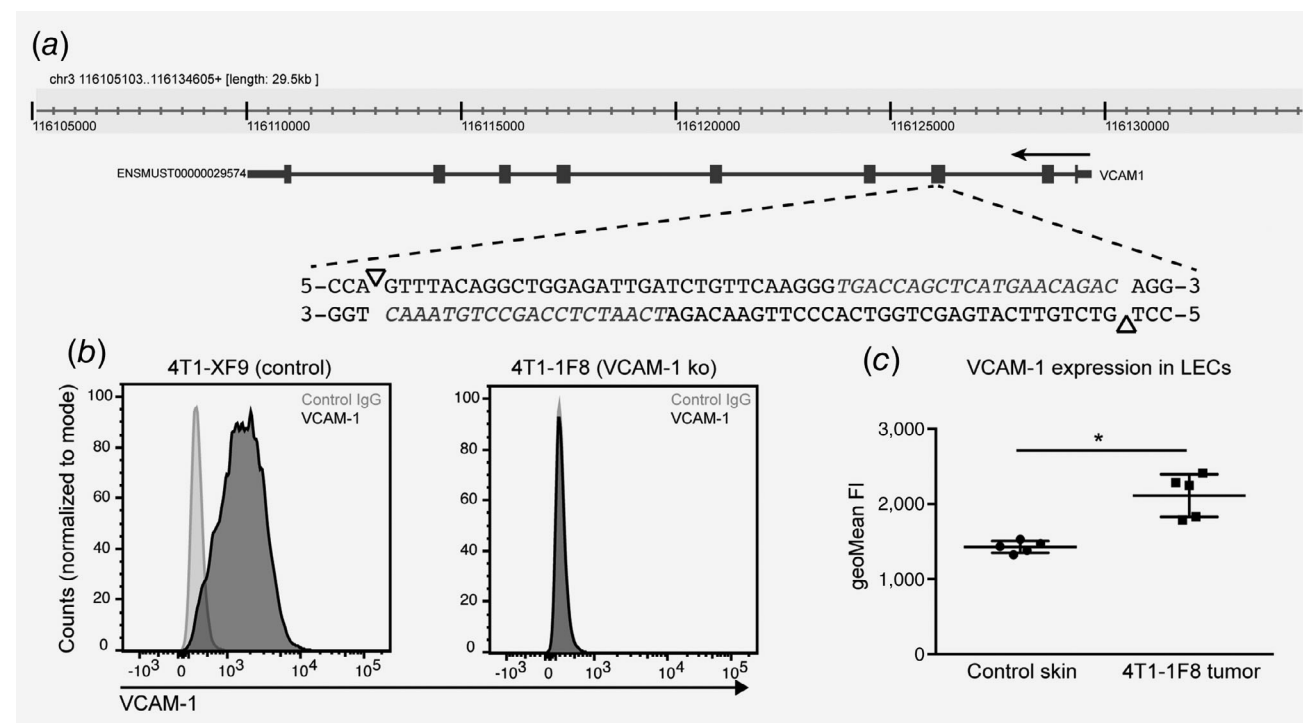 (a)
chr3 116105103..116134605+ [length: 29.5kb ]
116105000 116110000 116115000 116120000 116125000 116130000
ENSMUST00000029574 VCAM1
5–CCA GTTTACAGGCTGGAGATTGATCTGTTCAAGGGTGACCAGCTCATGAACAGAC AGG–3
3–GGT CAAATGTCCGACCTCTAACTAGACAAGTTCCCACTGGTCGAGTACTTGTCTG TCC–5
(b)
4T1-XF9 (control) 4T1-1F8 (VCAM-1 ko)
Control IgG
VCAM-1
Control IgG
VCAM-1
Counts (normalized to mode)
100
80
60
40
20
0
-10³ 0 10³ 10⁴ 10⁵
100
80
60
40
20
0
-10³ 0 10³ 10⁴ 10⁵
VCAM-1
(c)
VCAM-1 expression in LECs
geoMean FI
3,000
2,000
1,000
0
*
Control skin 4T1-1F8 tumor